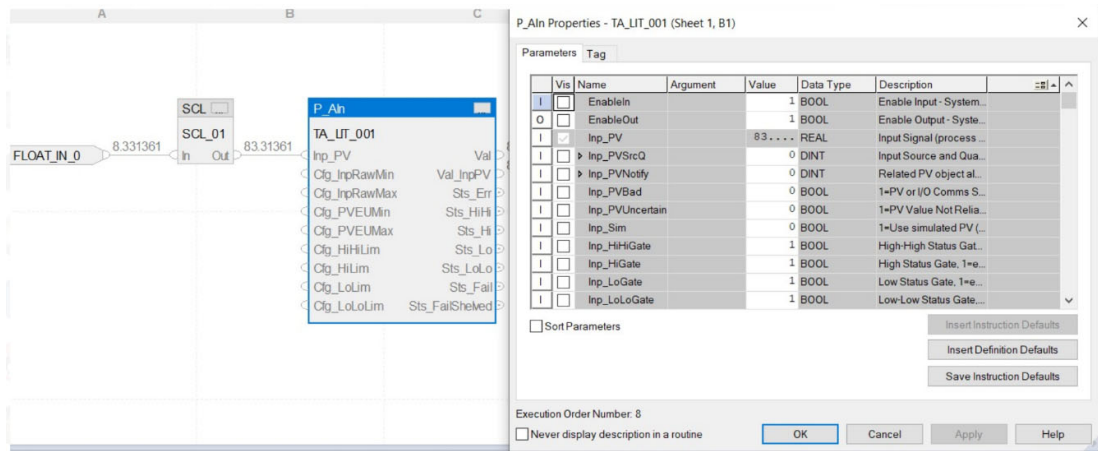 A B C
P_AIn Properties - TA_LIT_001 (Sheet 1, B1)
Parameters Tag
Vis Name Argument Value Data Type Description
I EnableIn 1 BOOL Enable Input - System...
O EnableOut 1 BOOL Enable Output - Syste...
I Inp_PV 83.... REAL Input Signal (process ...
I Inp_PVSrcQ 0 DINT Input Source and Qua...
I Inp_PVNotify 0 DINT Related PV object al...
I Inp_PVBad 0 BOOL 1=PV or I/O Comms S...
I Inp_PVUncertain 0 BOOL 1=PV Value Not Relia...
I Inp_Sim 0 BOOL 1=Use simulated PV (...
I Inp_HiHiGate 1 BOOL High-High Status Gat...
I Inp_HiGate 1 BOOL High Status Gate, 1=e...
I Inp_LoGate 1 BOOL Low Status Gate, 1=e...
I Inp_LoLoGate 1 BOOL Low-Low Status Gate,...
Sort Parameters
Insert Instruction Defaults
Insert Definition Defaults
Save Instruction Defaults
Execution Order Number: 8
Never display description in a routine
OK Cancel Apply Help
SCL ...
SCL_01
In Out
FLOAT_IN_0
8.331361
83.31361
P_AIn ...
TA_LIT_001
Inp_PV Val
Cfg_InpRawMin Val_InpPV
Cfg_InpRawMax Sts_Err
Cfg_PVEUMin Sts_HiHi
Cfg_PVEUMax Sts_Hi
Cfg_HiHiLim Sts_Lo
Cfg_HiLim Sts_LoLo
Cfg_LoLim Sts_Fail
Cfg_LoLoLim Sts_FailShelved